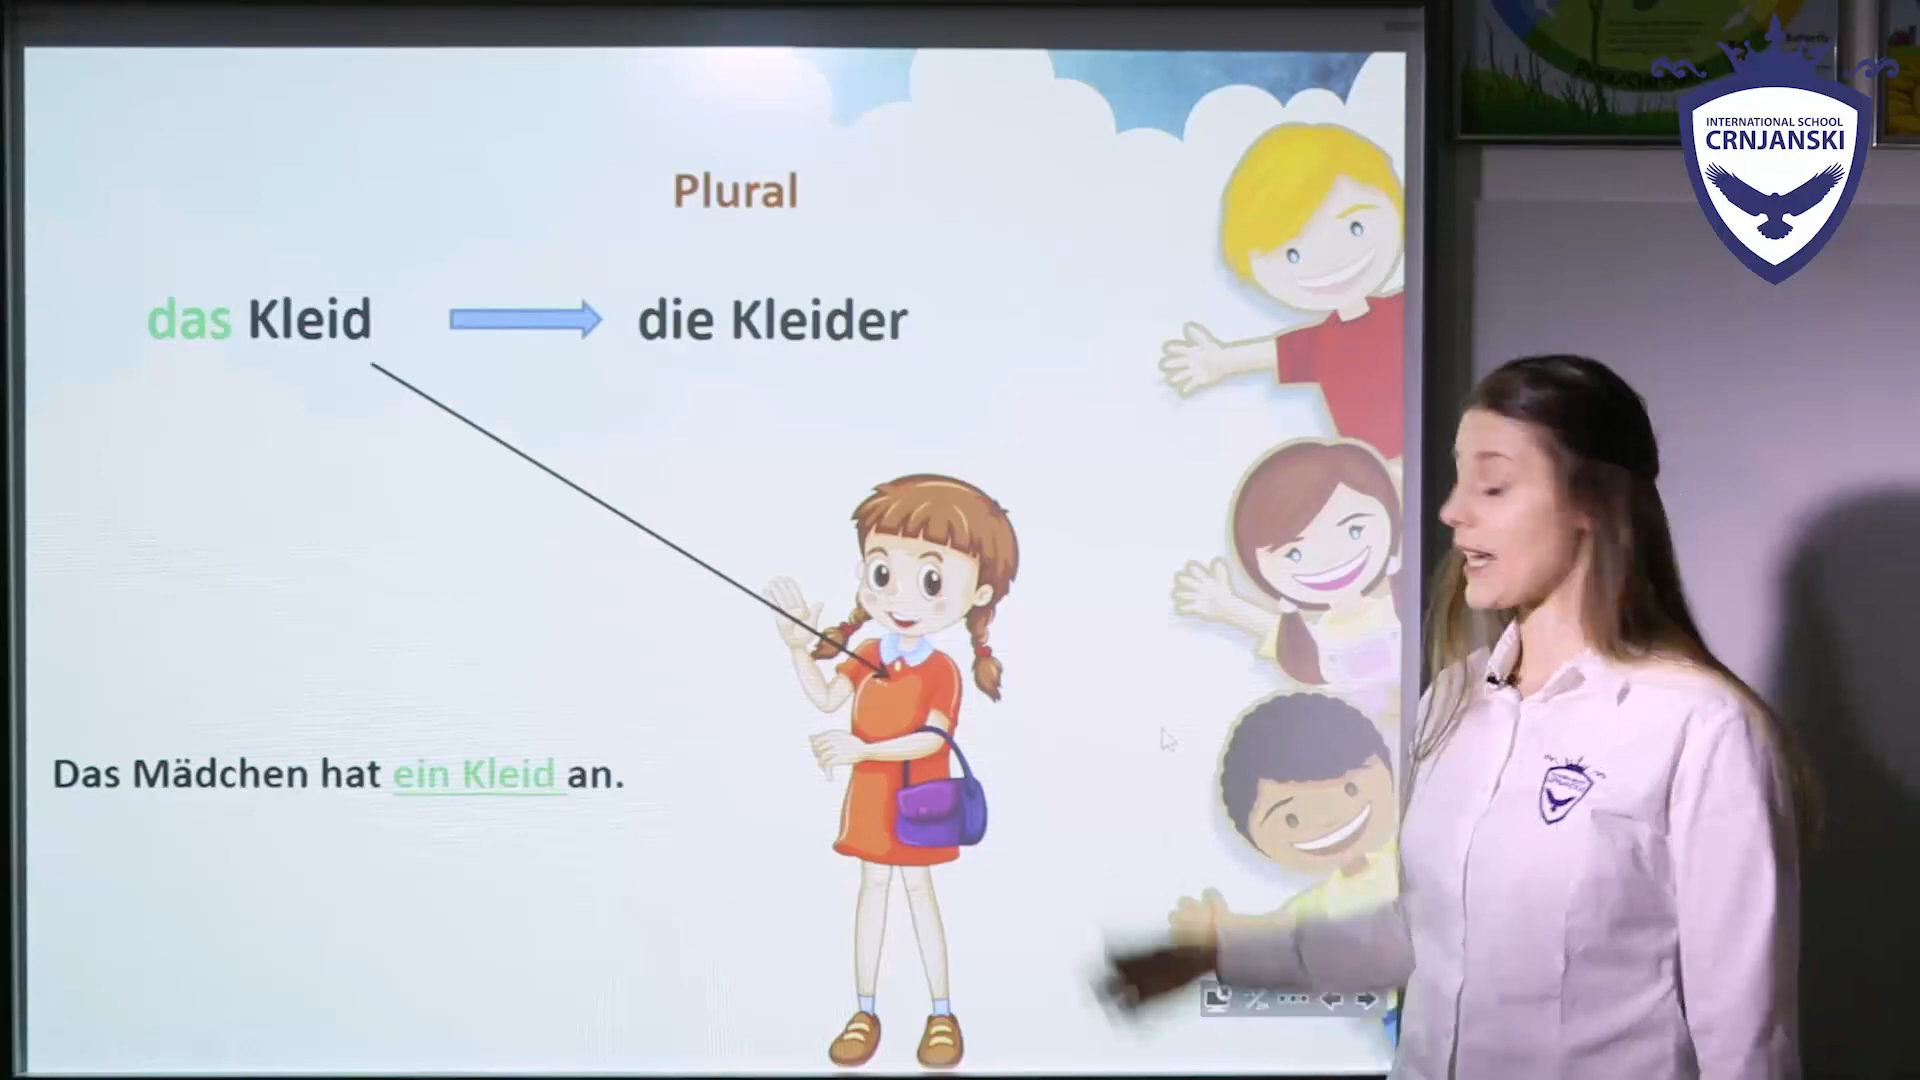 Plural
das Kleid die Kleider
Das Mädchen hat ein Kleid an.
INTERNATIONAL SCHOOL
CRNJANSKI